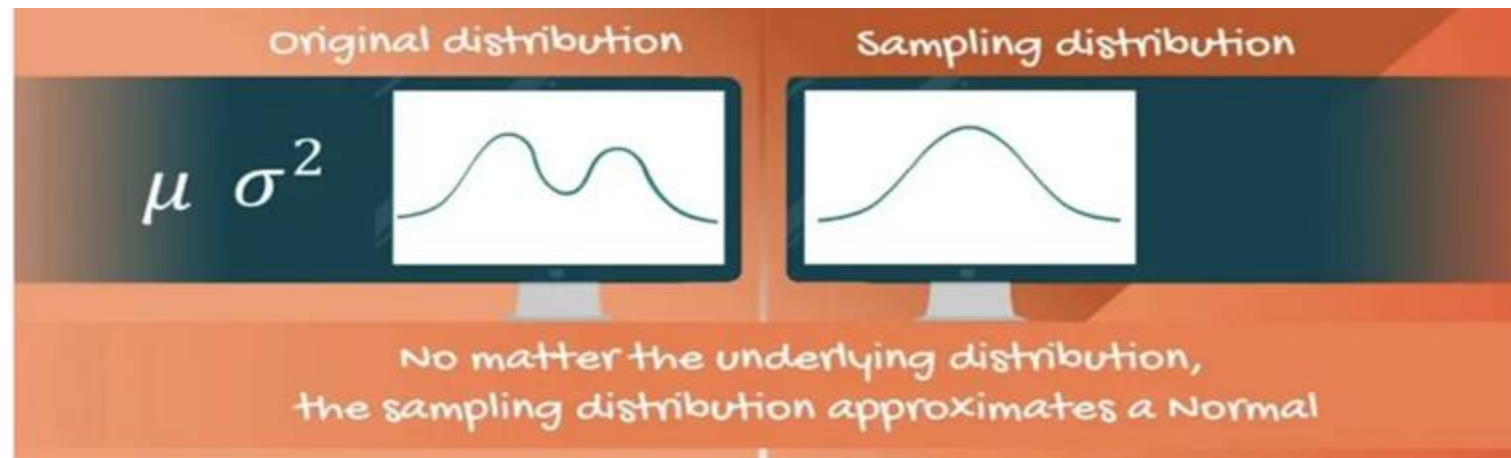 Original distribution
Sampling distribution
μ σ²
No matter the underlying distribution,
the sampling distribution approximates a Normal